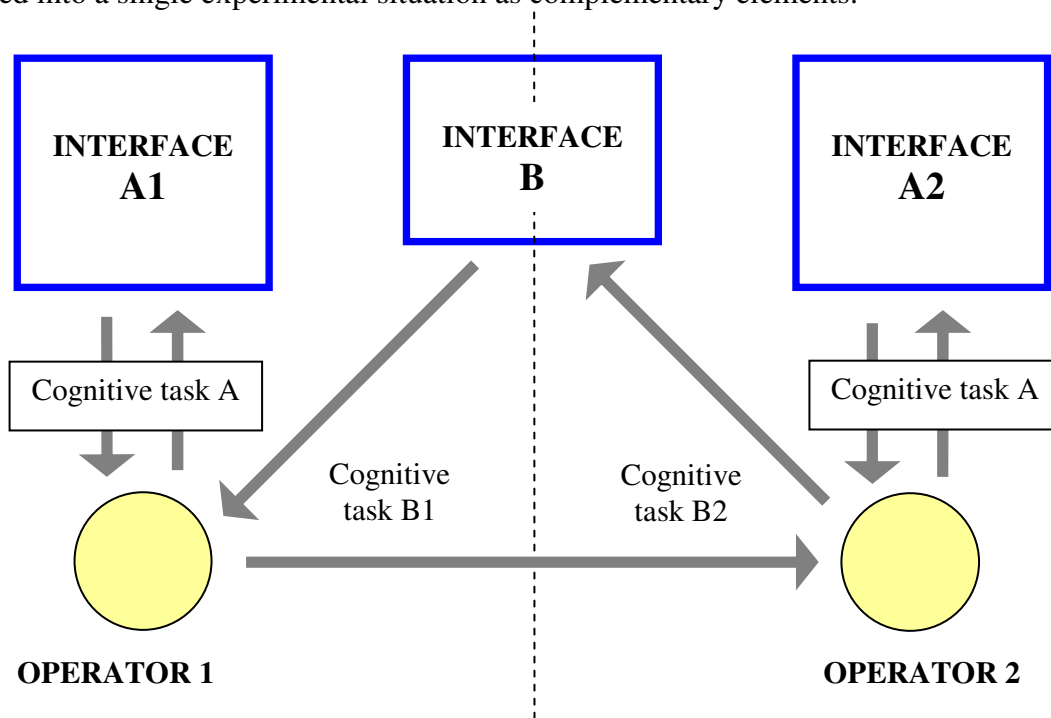 ed into a single experimental situation as complementary elements.
INTERFACE
A1
INTERFACE
B
INTERFACE
A2
Cognitive task A
Cognitive task A
Cognitive
task B1
Cognitive
task B2
OPERATOR 1
OPERATOR 2